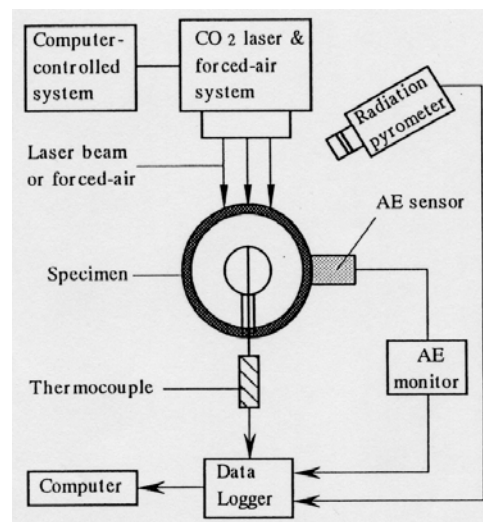 Computer-
controlled
system
CO 2 laser &
forced-air
system
Radiation
pyrometer
Laser beam
or forced-air
AE sensor
Specimen
AE
monitor
Thermocouple
Data
Logger
Computer